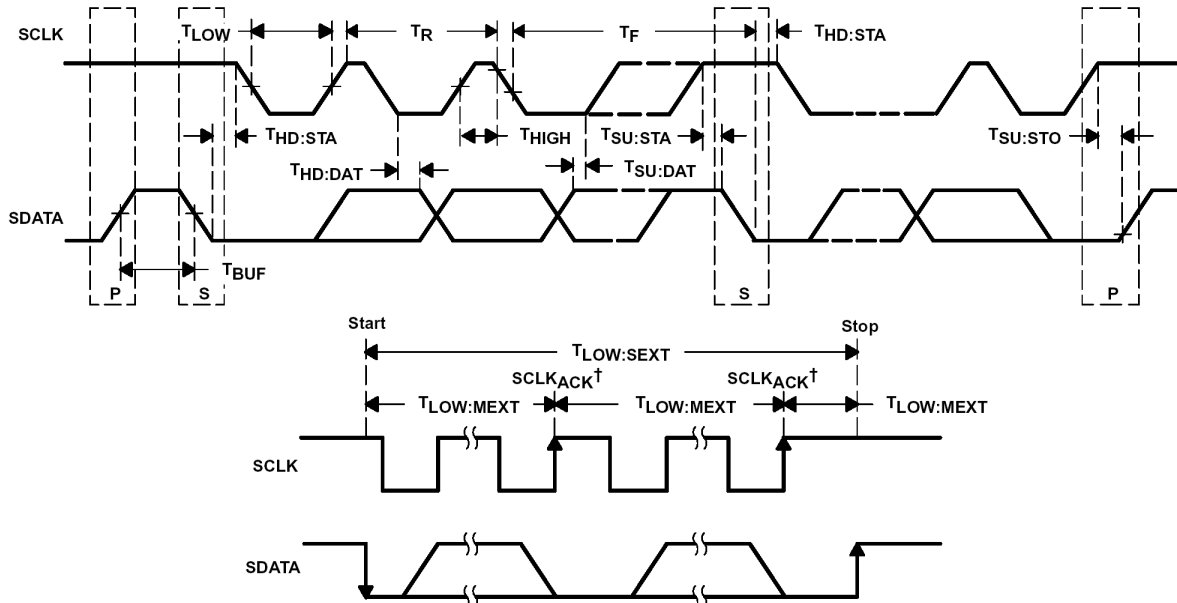 SCLK
TLOW
TR
TF
THD:STA
THD:STA
THIGH
TSU:STA
TSU:STO
THD:DAT
TSU:DAT
SDATA
TBUF
P
S
S
P
Start
Stop
TLOW:SEXT
SCLKACK†
SCLKACK†
TLOW:MEXT
TLOW:MEXT
TLOW:MEXT
SCLK
SDATA